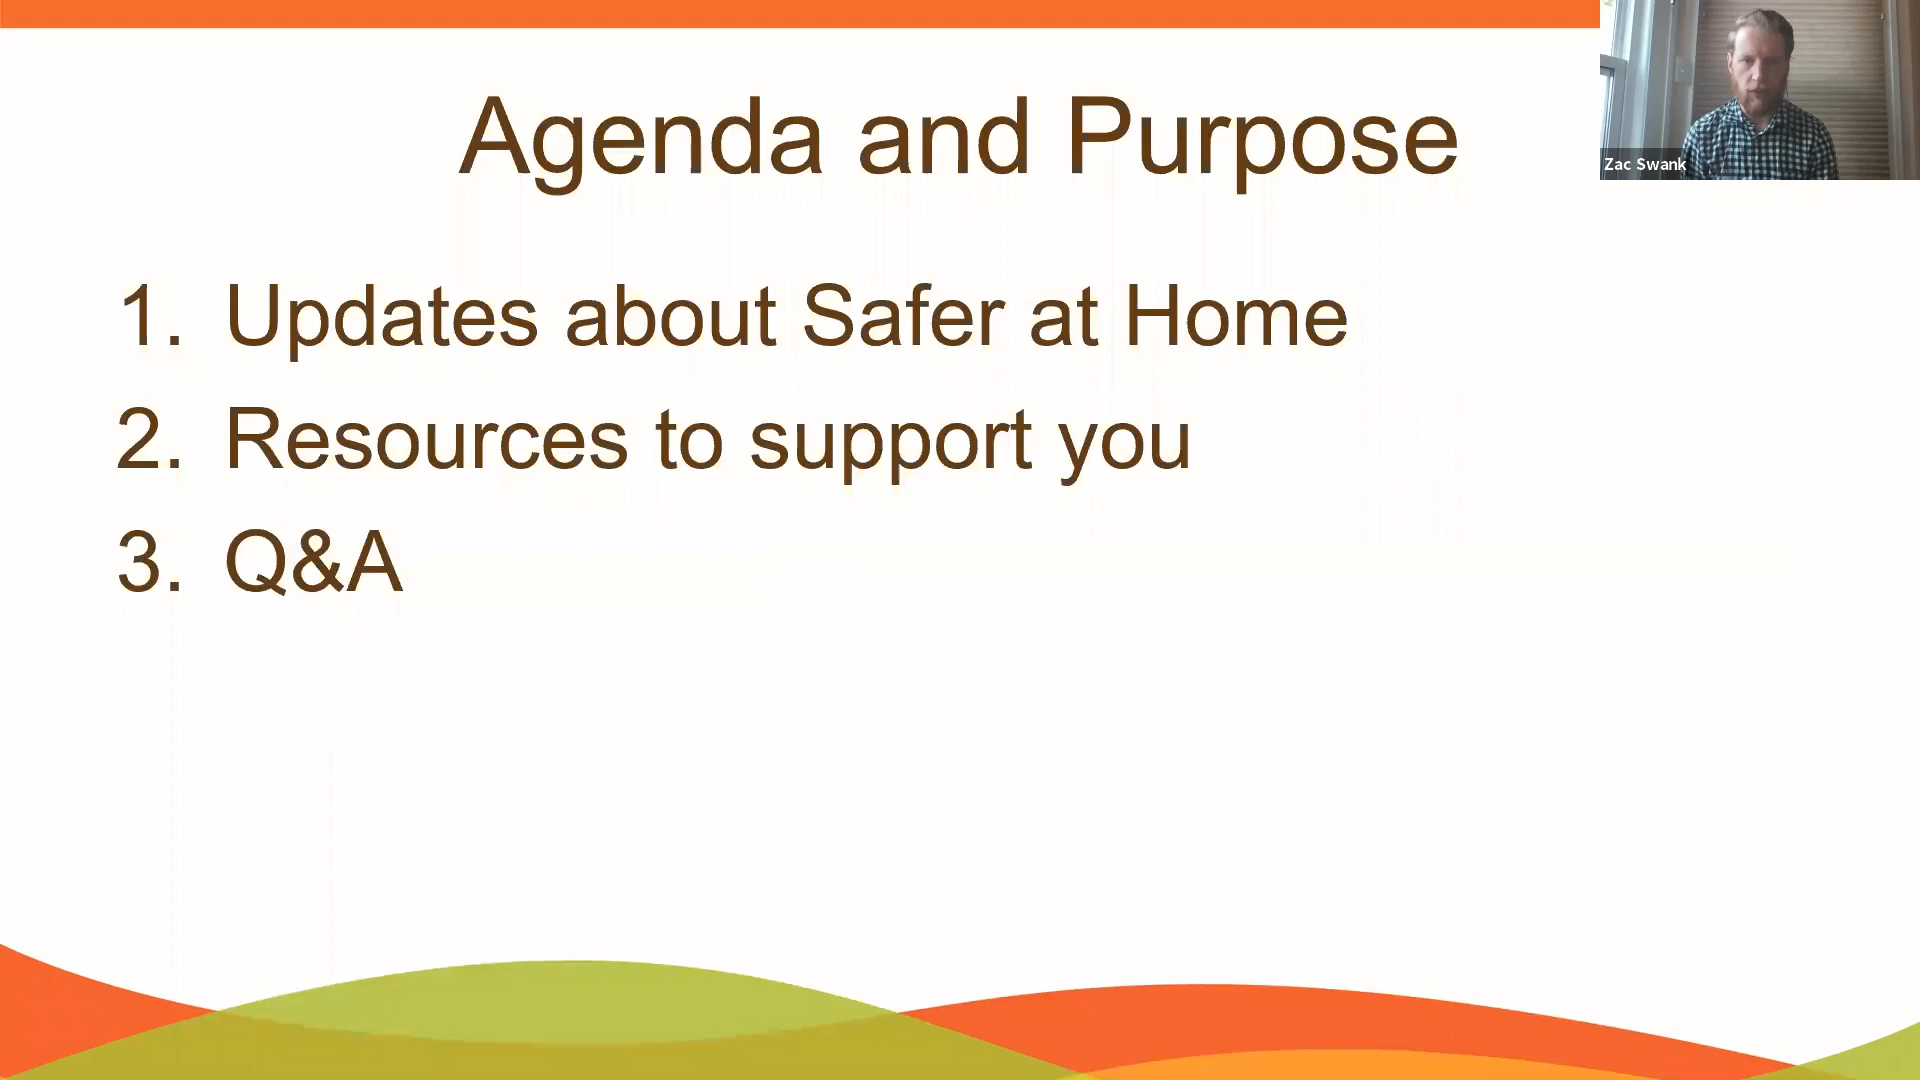 Agenda and Purpose
Zac Swank
1. Updates about Safer at Home
2. Resources to support you
3. Q&A